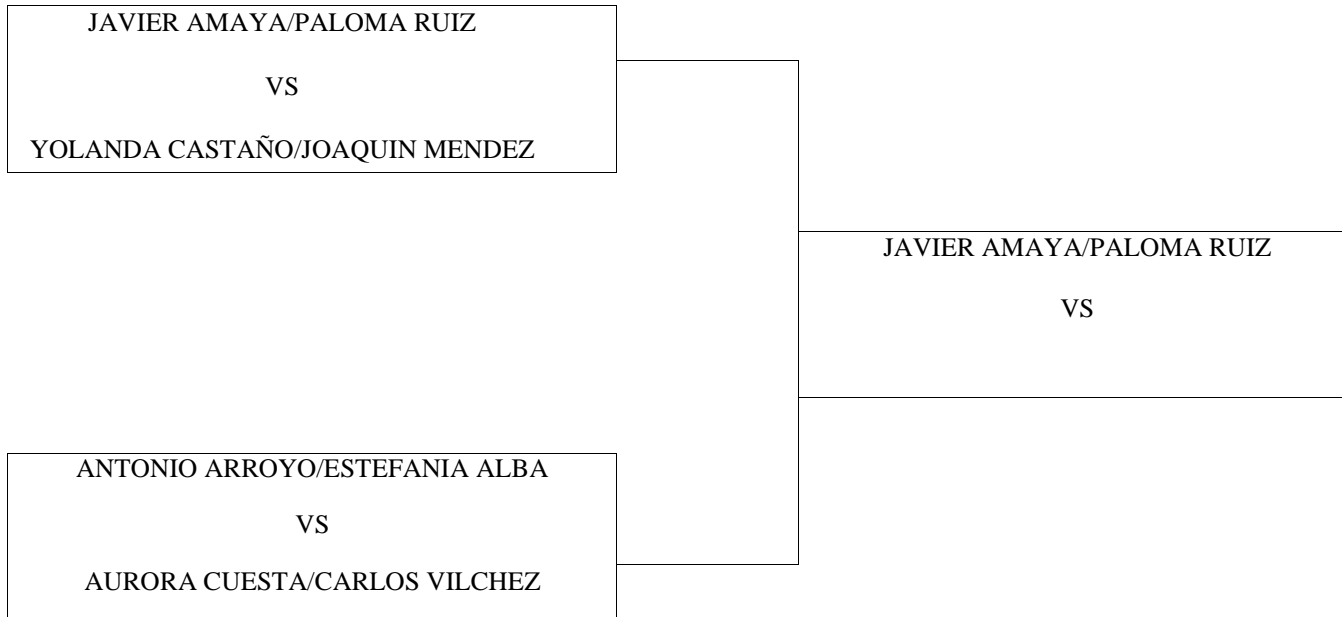 JAVIER AMAYA/PALOMA RUIZ
VS
YOLANDA CASTAÑO/JOAQUIN MENDEZ
JAVIER AMAYA/PALOMA RUIZ
VS
ANTONIO ARROYO/ESTEFANIA ALBA
VS
AURORA CUESTA/CARLOS VILCHEZ